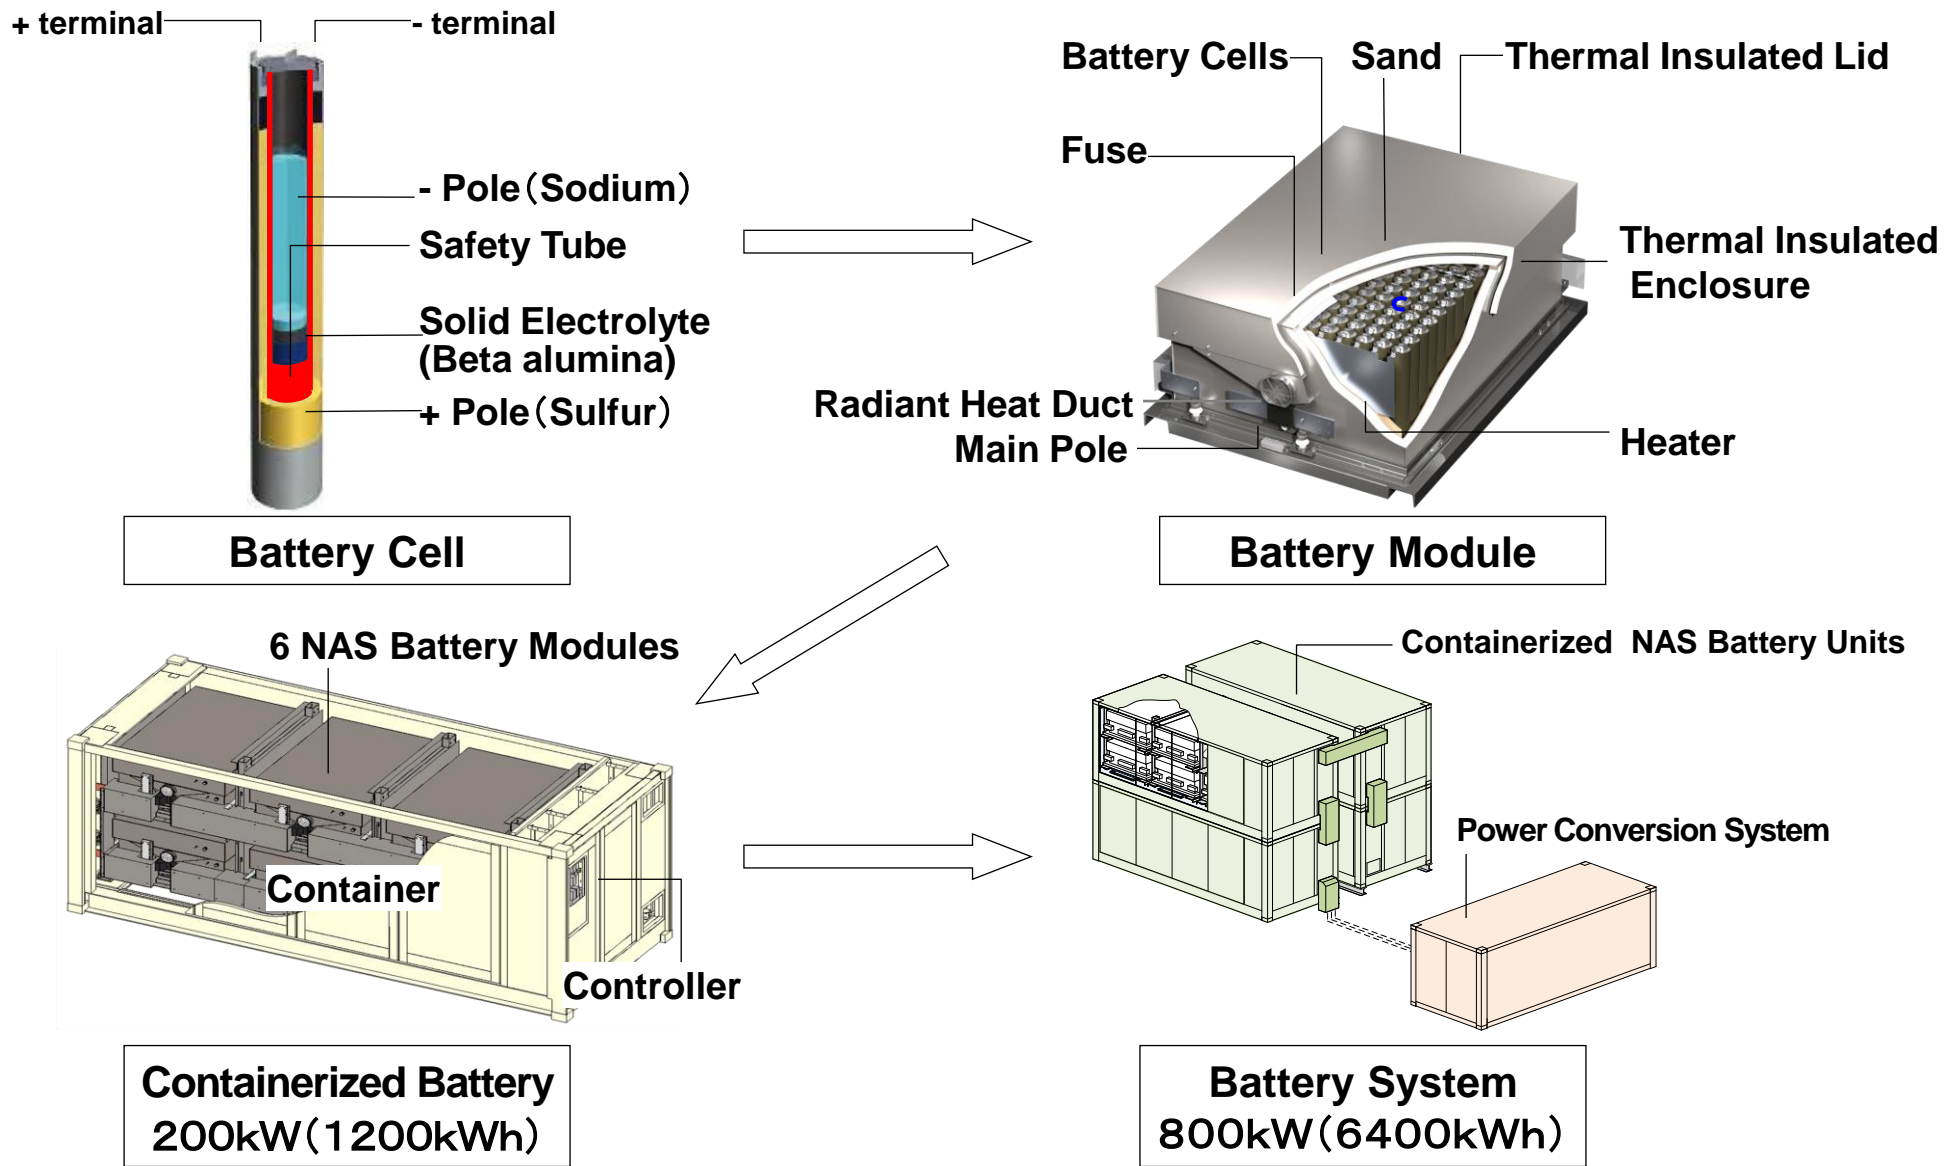 + terminal
- terminal
- Pole（Sodium）
Safety Tube
Solid Electrolyte
(Beta alumina)
+ Pole（Sulfur）
Battery Cell
Battery Cells
Sand
Thermal Insulated Lid
Fuse
Thermal Insulated
Enclosure
Radiant Heat Duct
Main Pole
Heater
Battery Module
6 NAS Battery Modules
Container
Controller
Containerized Battery
200kW（1200kWh）
Containerized NAS Battery Units
Power Conversion System
Battery System
800kW（6400kWh）